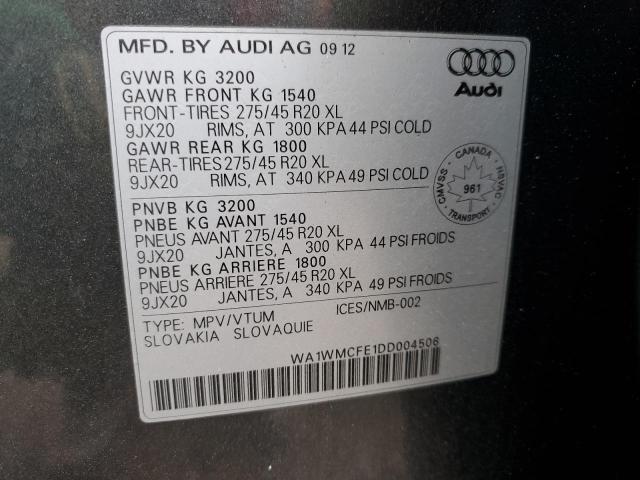 MFD. BY AUDI AG 09 12
Audi
GVWR KG 3200
GAWR FRONT KG 1540
FRONT-TIRES 275/45 R20 XL
9JX20 RIMS, AT 300 KPA 44 PSI COLD
GAWR REAR KG 1800
REAR-TIRES 275/45 R20 XL
9JX20 RIMS, AT 340 KPA 49 PSI COLD
CANADA
CMVSS 961 NSVAC
TRANSPORT
PNVB KG 3200
PNBE KG AVANT 1540
PNEUS AVANT 275/45 R20 XL
9JX20 JANTES, A 300 KPA 44 PSI FROIDS
PNBE KG ARRIERE 1800
PNEUS ARRIERE 275/45 R20 XL
9JX20 JANTES, A 340 KPA 49 PSI FROIDS
TYPE: MPV/VTUM ICES/NMB-002
SLOVAKIA SLOVAQUIE
WA1WMCFE1DD004506